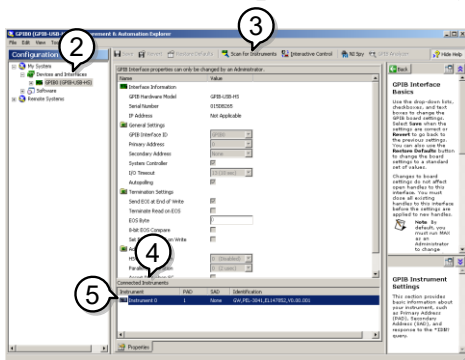 3
GPIB0 (GPIB-USB-HS) - Measurement & Automation Explorer
File Edit View Tools
Configuration
Save Revert Restore Defaults Scan for Instruments Interactive Control NI Spy GPIB Analyzer Hide Help
2
My System
Devices and Interfaces
GPIB0 (GPIB-USB-HS)
Software
Remote Systems
GPIB Interface properties can only be changed by an Administrator.
Name Value
Interface Information
GPIB Hardware Model GPIB-USB-HS
Serial Number
IP Address Not Applicable
General Settings
GPIB Interface ID GPIB0
Primary Address 0
Secondary Address None
System Controller
I/O Timeout
Autopolling
Termination Settings
Send EOI at End of Write
Terminate Read on EOS
EOS Byte 0
8-bit EOS Compare
Set on Write
4
Connected Instruments
5
Instrument PAD SAD Identification
Instrument 0 1 None
Properties
Back
GPIB Interface
Basics
Use the drop-down lists,
checkboxes, and text
boxes to change the
GPIB board settings.
Select Save when the
settings are correct or
Revert to go back to
the previous settings.
You can also use the
Restore Defaults button
to change the board
settings to a standard
set of values.
Changes to board
settings do not affect
open handles to this
interface. You must
close all existing
handles to this interface
before the settings are
applied to new handles.
Note By
default, you
must run MAX
as an
Administrator
to change
GPIB Instrument
Settings
This section provides
basic information about
your instrument, such
as Primary Address
(PAD), Secondary
Address (SAD), and
response to the *IDN?
query.